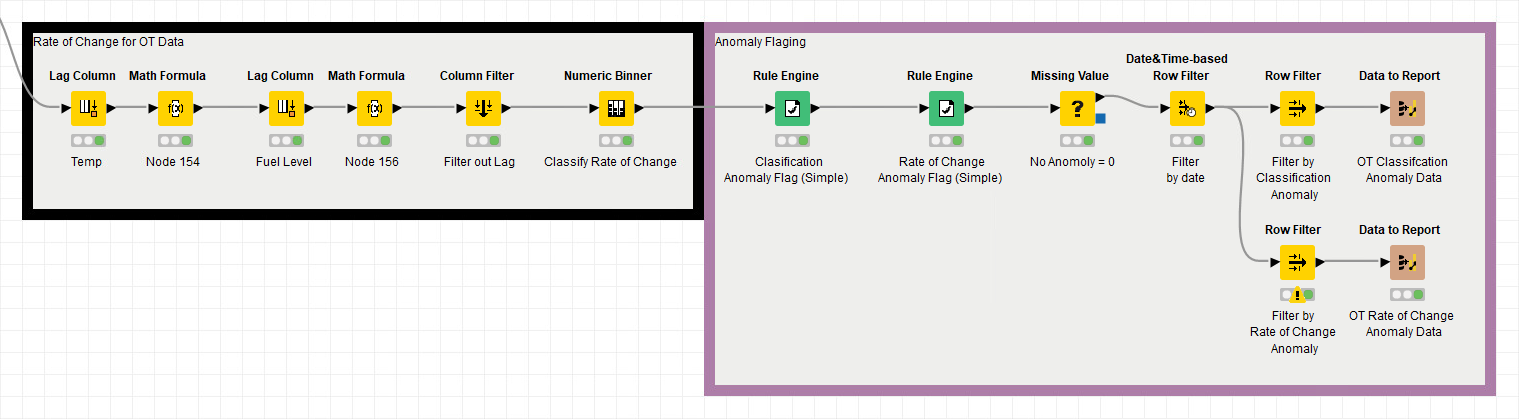 Rate of Change for OT Data
Lag Column
Math Formula
Lag Column
Math Formula
Column Filter
Numeric Binner
f(x)
f(x)
Temp
Node 154
Fuel Level
Node 156
Filter out Lag
Classify Rate of Change
Anomaly Flaging
Rule Engine
Rule Engine
Missing Value
Date&Time-based
Row Filter
Row Filter
Data to Report
?
Clasification
Anomaly Flag (Simple)
Rate of Change
Anomaly Flag (Simple)
No Anomoly = 0
Filter
by date
Filter by
Classification
Anomaly
OT Classifcation
Anomaly Data
Row Filter
Data to Report
!
Filter by
Rate of Change
Anomaly
OT Rate of Change
Anomaly Data